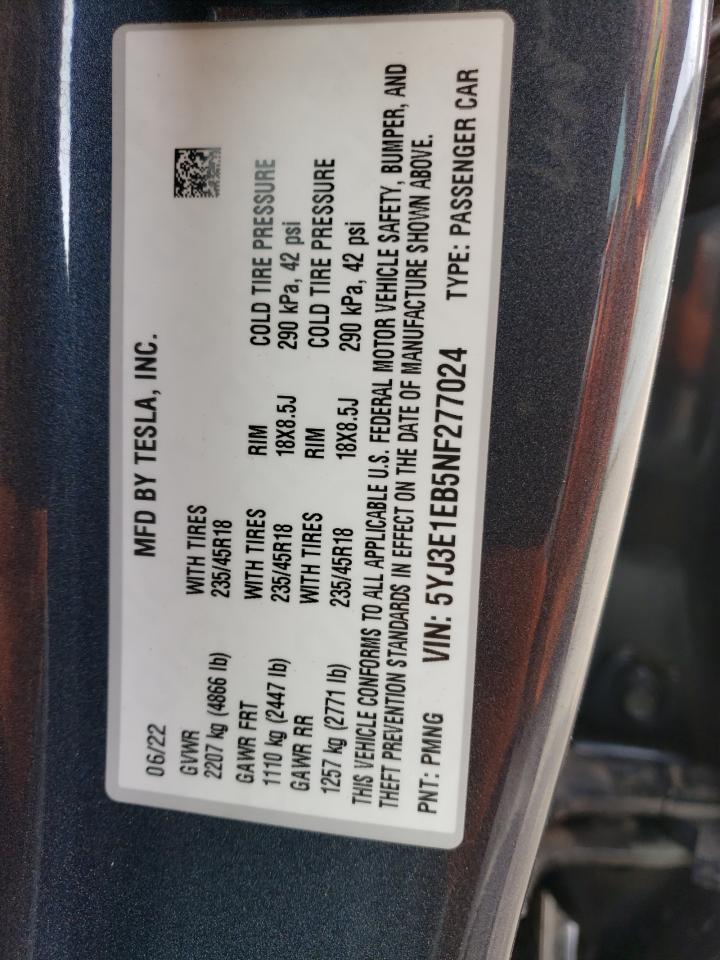 MFD BY TESLA, INC.
06/22
GVWR WITH TIRES
2207 kg (4866 lb) 235/45R18
GAWR FRT WITH TIRES RIM COLD TIRE PRESSURE
1110 kg (2447 lb) 235/45R18 18X8.5J 290 kPa, 42 psi
GAWR RR WITH TIRES RIM COLD TIRE PRESSURE
1257 kg (2771 lb) 235/45R18 18X8.5J 290 kPa, 42 psi
THIS VEHICLE CONFORMS TO ALL APPLICABLE U.S. FEDERAL MOTOR VEHICLE SAFETY, BUMPER, AND
THEFT PREVENTION STANDARDS IN EFFECT ON THE DATE OF MANUFACTURE SHOWN ABOVE.
PNT: PMNG VIN: 5YJ3E1EB5NF277024 TYPE: PASSENGER CAR